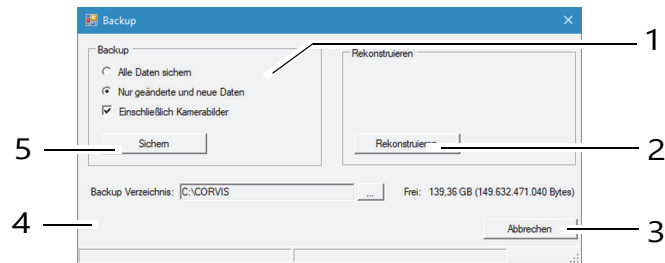 Backup
1
Backup
Rekonstruieren
Alle Daten sichern
Nur geänderte und neue Daten
Einschließlich Kamerabilder
5
Sichern
Rekonstruieren
2
Backup Verzeichnis: C:\CORVIS ... Frei: 139,36 GB (149.632.471.040 Bytes)
4
Abbrechen
3